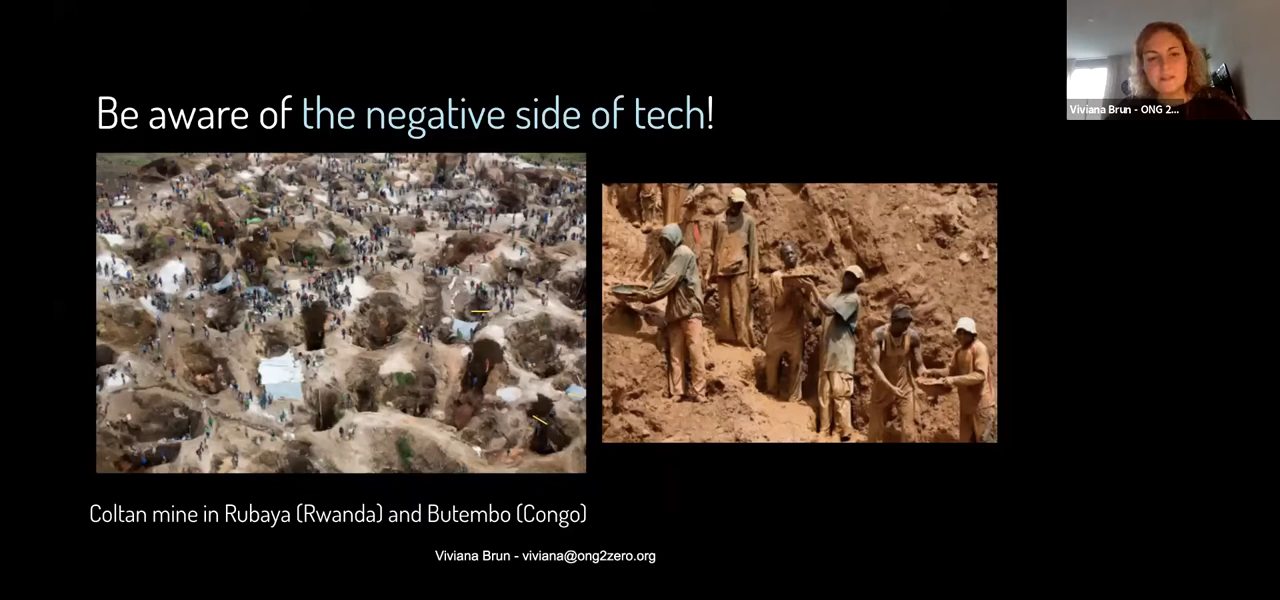 Be aware of the negative side of tech!
Viviana Brun - ONG 2...
Coltan mine in Rubaya (Rwanda) and Butembo (Congo)
Viviana Brun - viviana@ong2zero.org